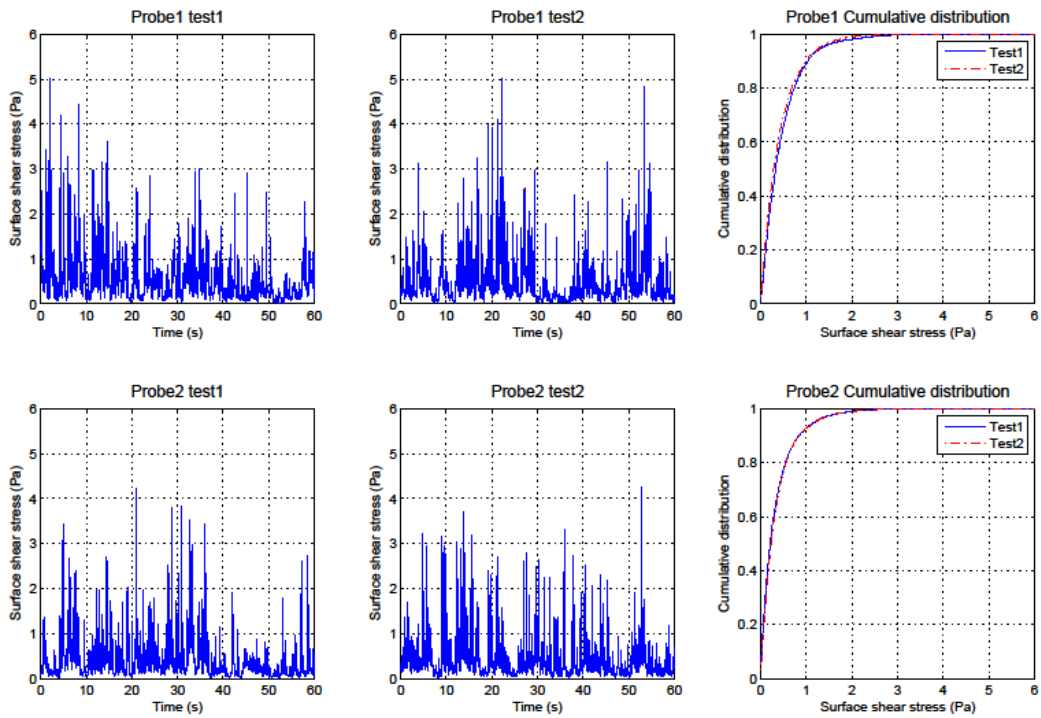 Probe1 test1
Surface shear stress (Pa)
6
5
4
3
2
1
0
0 10 20 30 40 50 60
Time (s)
Probe1 test2
Surface shear stress (Pa)
6
5
4
3
2
1
0
0 10 20 30 40 50 60
Time (s)
Probe1 Cumulative distribution
Cumulative distribution
1
0.8
0.6
0.4
0.2
0
0 1 2 3 4 5 6
Surface shear stress (Pa)
Test1
Test2
Probe2 test1
Surface shear stress (Pa)
6
5
4
3
2
1
0
0 10 20 30 40 50 60
Time (s)
Probe2 test2
Surface shear stress (Pa)
6
5
4
3
2
1
0
0 10 20 30 40 50 60
Time (s)
Probe2 Cumulative distribution
Cumulative distribution
1
0.8
0.6
0.4
0.2
0
0 1 2 3 4 5 6
Surface shear stress (Pa)
Test1
Test2